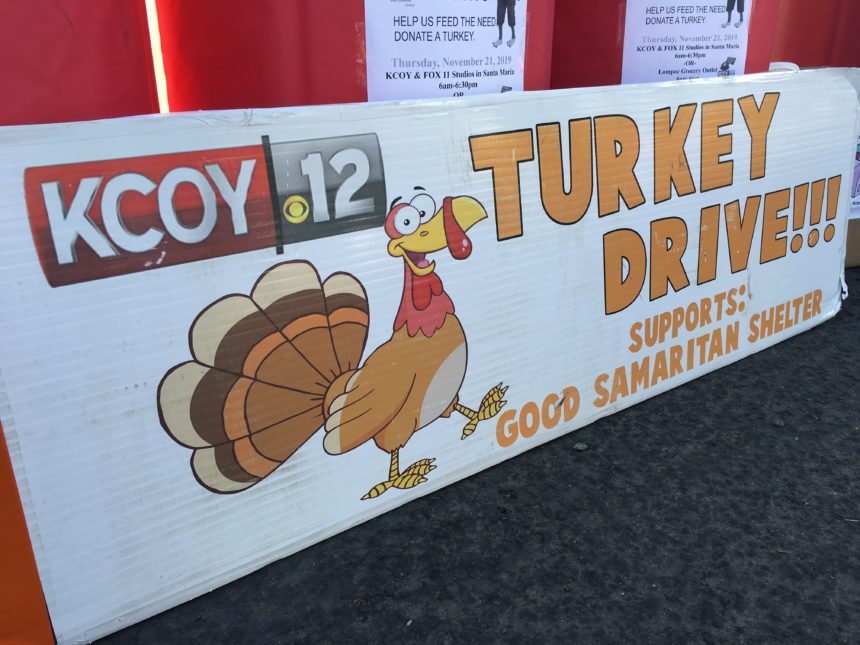 HELP US FEED THE NEED
DONATE A TURKEY.
Thursday, November 21, 2019
KCOY & FOX 11 Studios in Santa Maria
6am-6:30pm
OR
HELP US FEED THE NEED
DONATE A TURKEY.
Thursday, November 21, 2019
KCOY & FOX 11 Studios in Santa Maria
6am-6:30pm
-OR-
Lompoc Grocery Outlet
KCOY 12
TURKEY
DRIVE!!!
SUPPORTS:
GOOD SAMARITAN SHELTER